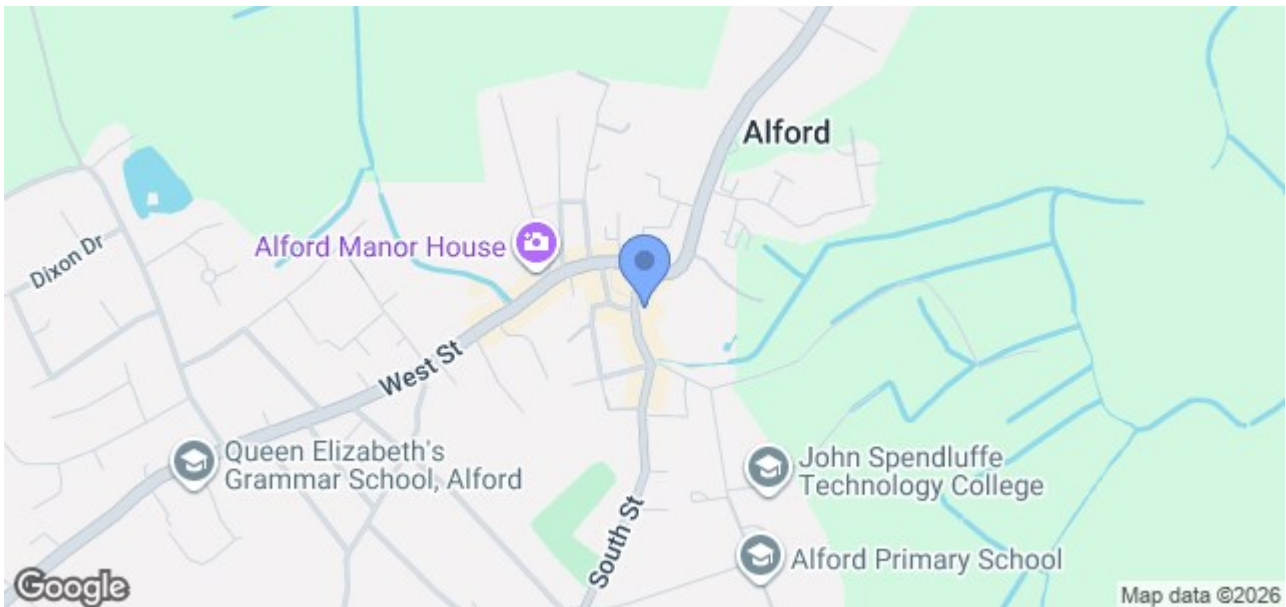 Alford
Alford Manor House
Dixon Dr
West St
Queen Elizabeth's
Grammar School, Alford
John Spendluffe
Technology College
South St
Alford Primary School
Google
Map data ©2026